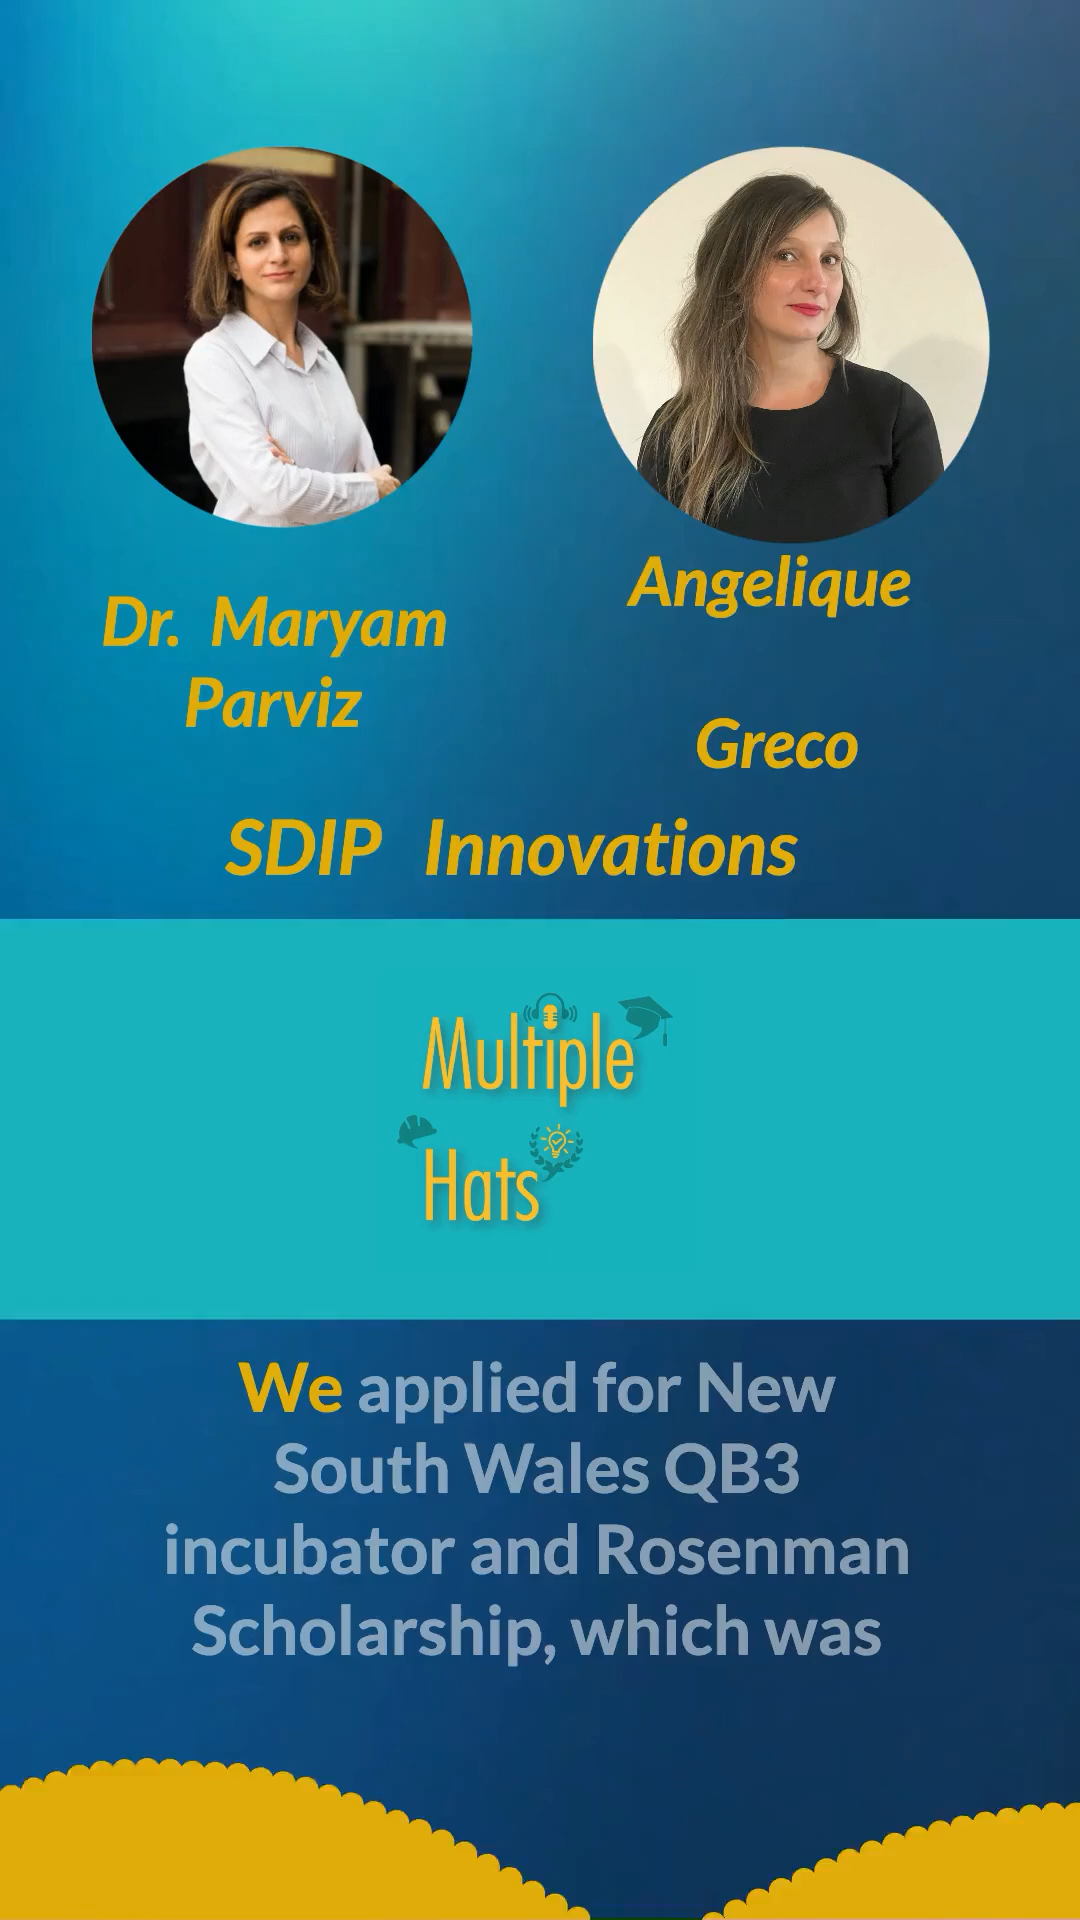 Dr. Maryam
Parviz
Angelique
Greco
SDIP Innovations
Multiple
Hats
We applied for New
South Wales QB3
incubator and Rosenman
Scholarship, which was